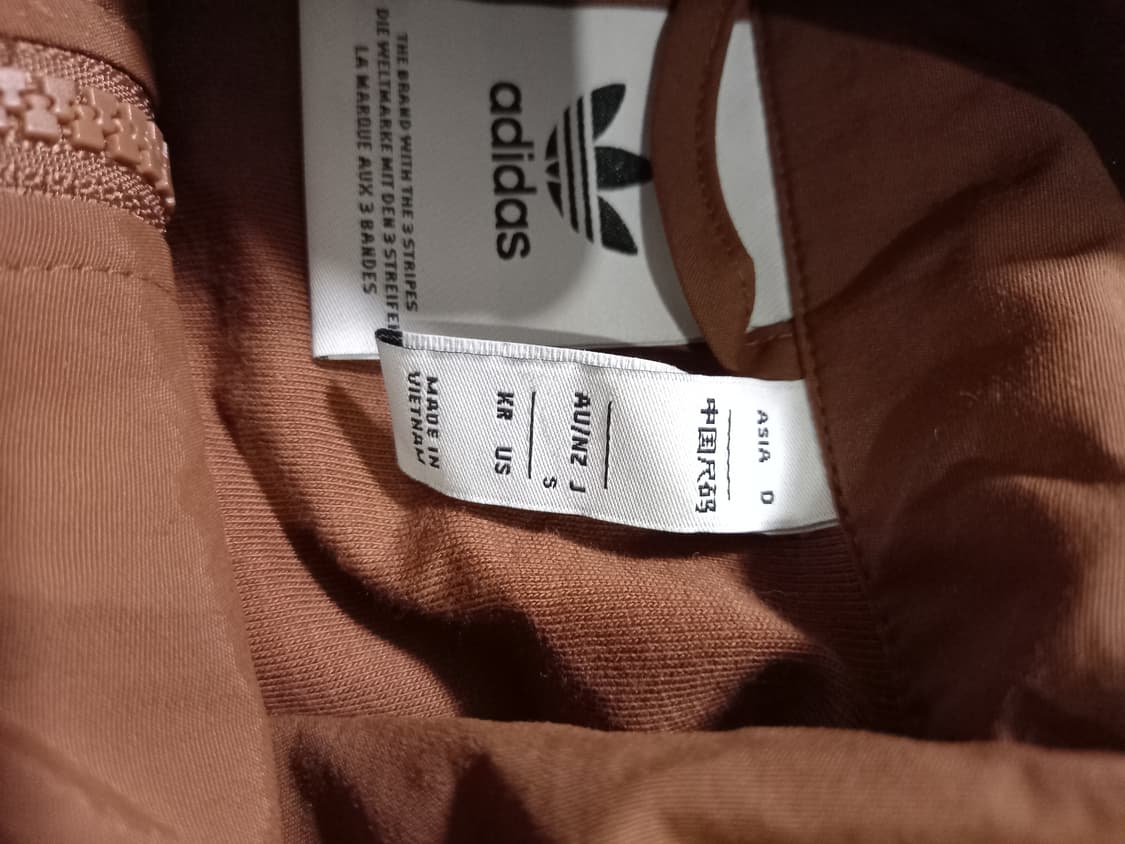 adidas
THE BRAND WITH THE 3 STRIPES
DIE WELTMARKE MIT DEN 3 STREIFEN
LA MARQUE AUX 3 BANDES
ASIA D
中国尺码
AU/NZ J
S
KR US
MADE IN
VIETNAM